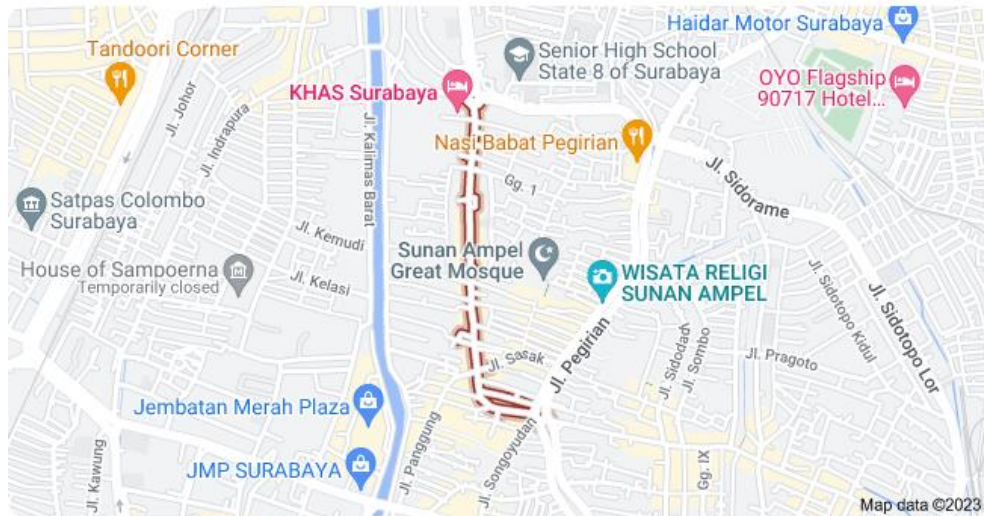 Haidar Motor Surabaya
Tandoori Corner
Senior High School
State 8 of Surabaya
OYO Flagship
90717 Hotel...
KHAS Surabaya
Jl. Johor
Jl. Indrapura
Jl. Kalimas Barat
Nasi Babat Pegirian
Gg. 1
Jl. Sidorame
Satpas Colombo
Surabaya
Jl. Kemudi
Sunan Ampel
Great Mosque
House of Sampoerna
Temporarily closed
Jl. Kelasi
WISATA RELIGI
SUNAN AMPEL
Jl. Sidotopo Kidul
Jl. Sidotopo Lor
Jl. Sasak
Jl. Pegirian
Jl. Sidodadi
Jl. Sombo
Jl. Pragoto
Jembatan Merah Plaza
Jl. Panggung
Jl. Songoyudan
Gg. IX
Jl. Kawung
JMP SURABAYA
Map data ©2023